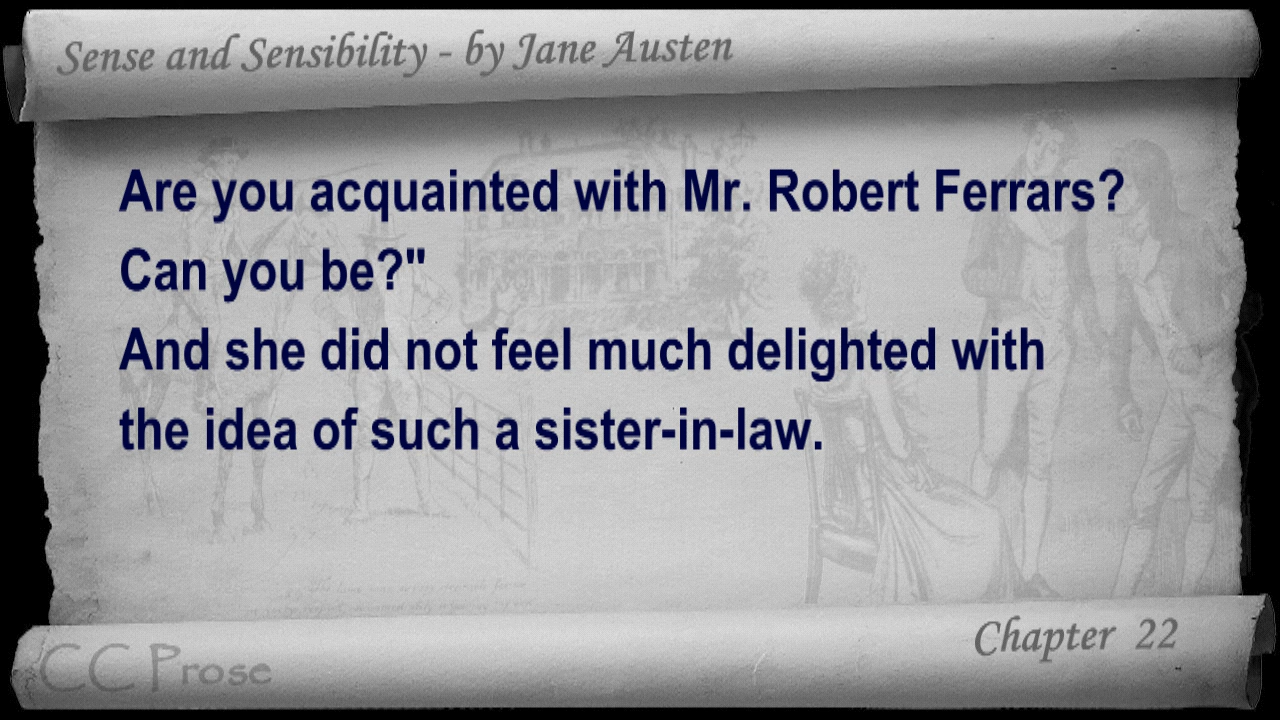 Sense and Sensibility - by Jane Austen
Are you acquainted with Mr. Robert Ferrars?
Can you be?"
And she did not feel much delighted with
the idea of such a sister-in-law.
Chapter 22
CC Prose